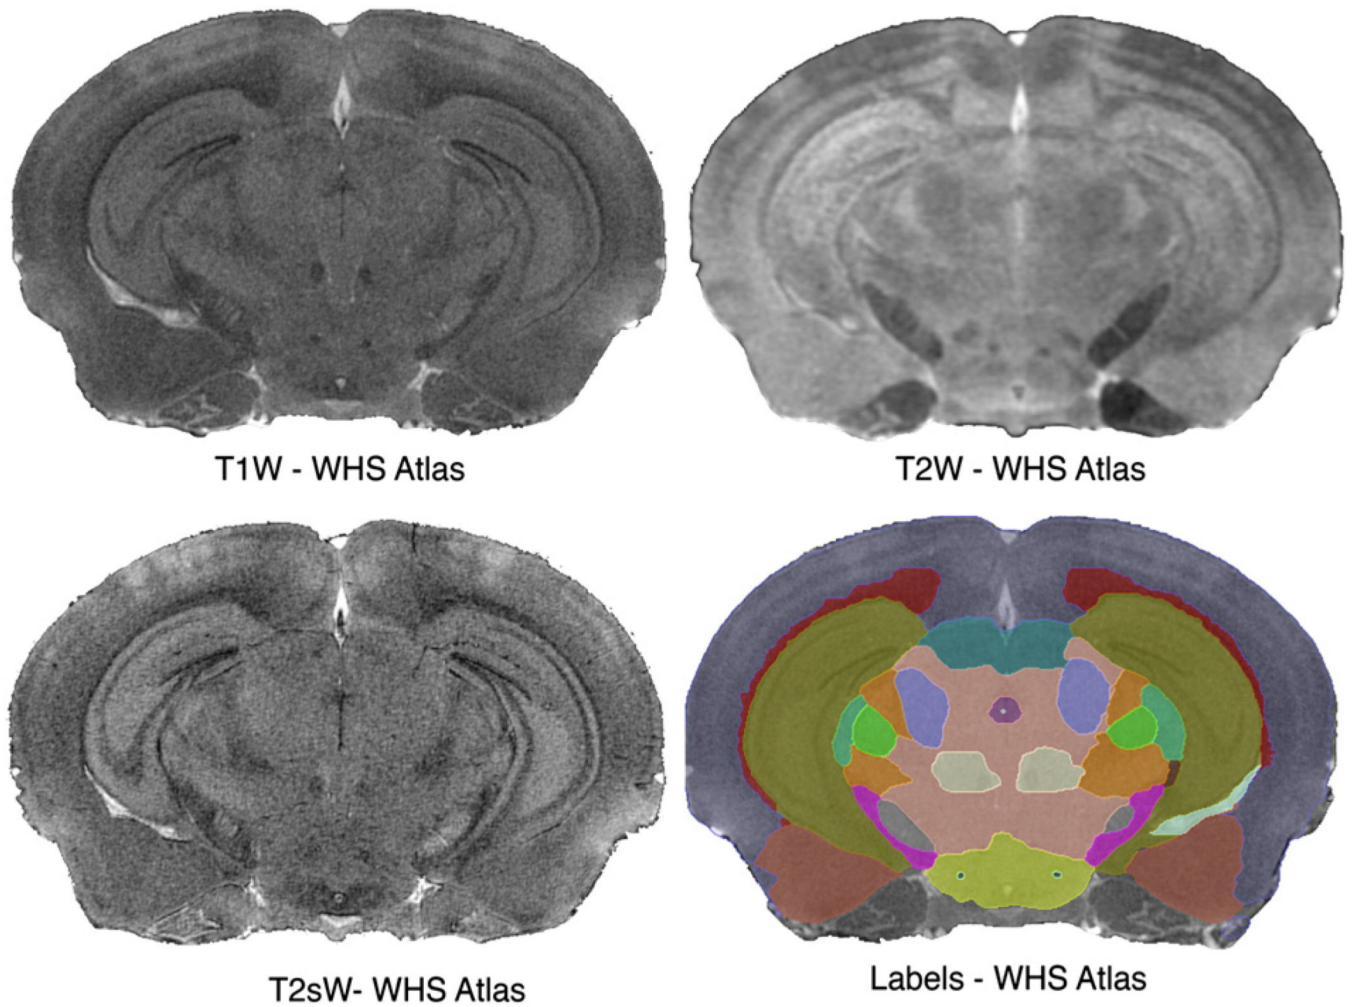 T1W - WHS Atlas
T2W - WHS Atlas
T2sW- WHS Atlas
Labels - WHS Atlas